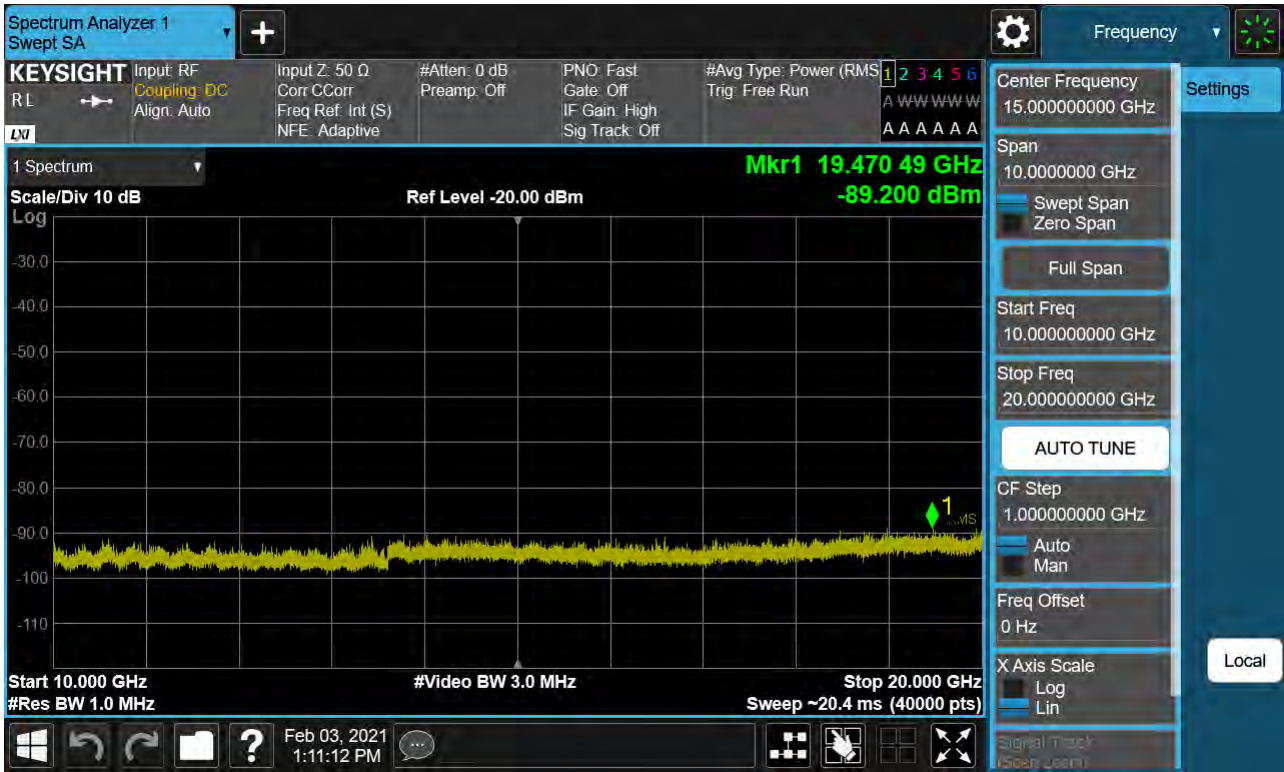 Spectrum Analyzer 1
Swept SA
+
Frequency
KEYSIGHT
RL
LXI
Input: RF
Coupling: DC
Align: Auto
Input Z: 50 Ω
Corr CCorr
Freq Ref: Int (S)
NFE: Adaptive
#Atten: 0 dB
Preamp: Off
PNO: Fast
Gate: Off
IF Gain: High
Sig Track: Off
#Avg Type: Power (RMS
Trig: Free Run
1 2 3 4 5 6
A W W W W W
A A A A A A
1 Spectrum
Scale/Div 10 dB
Log
Ref Level -20.00 dBm
Mkr1 19.470 49 GHz
-89.200 dBm
-30.0
-40.0
-50.0
-60.0
-70.0
-80.0
-90.0
-100
-110
1
Start 10.000 GHz
#Res BW 1.0 MHz
#Video BW 3.0 MHz
Stop 20.000 GHz
Sweep ~20.4 ms (40000 pts)
Center Frequency
15.000000000 GHz
Span
10.0000000 GHz
Swept Span
Zero Span
Full Span
Start Freq
10.000000000 GHz
Stop Freq
20.000000000 GHz
AUTO TUNE
CF Step
1.000000000 GHz
Auto
Man
Freq Offset
0 Hz
X Axis Scale
Log
Lin
Signal Track
(Span Zoom)
Settings
Local
?
Feb 03, 2021
1:11:12 PM